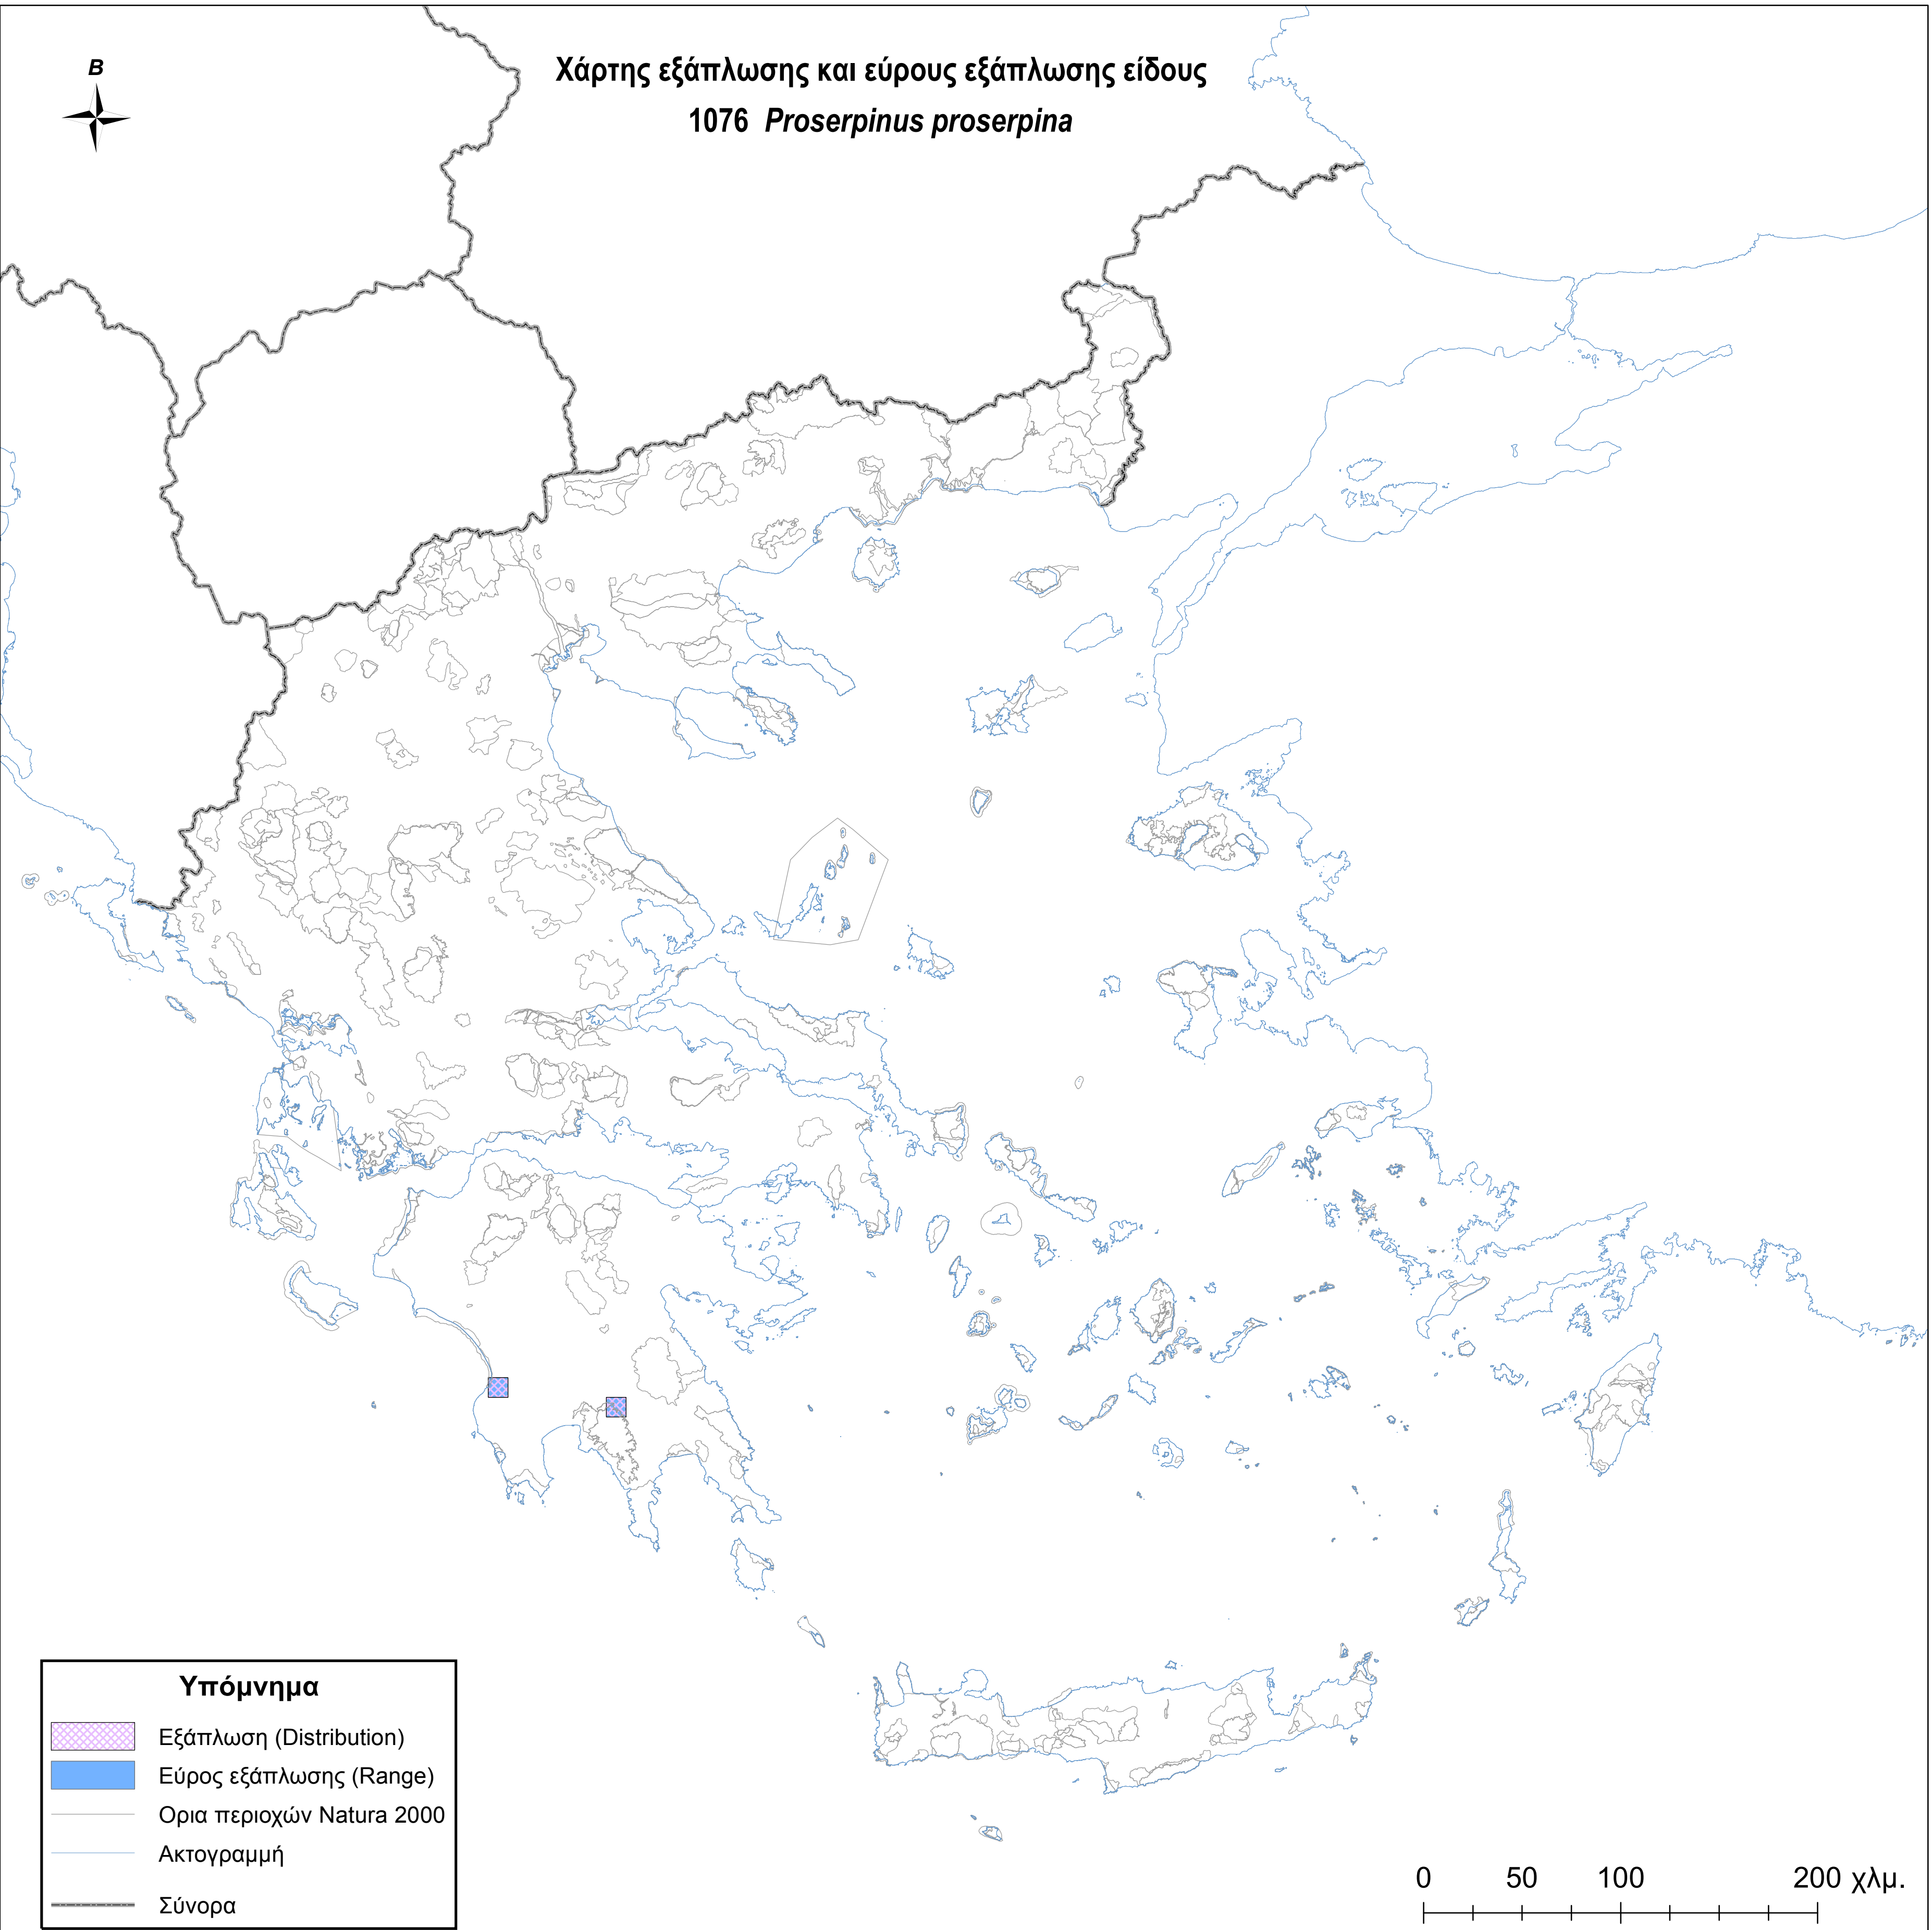 B
Χάρτης εξάπλωσης και εύρους εξάπλωσης είδους
1076 Proserpinus proserpina
Υπόμνημα
Εξάπλωση (Distribution)
Εύρος εξάπλωσης (Range)
Ορια περιοχών Natura 2000
Ακτογραμμή
Σύνορα
0 50 100 200 χλμ.